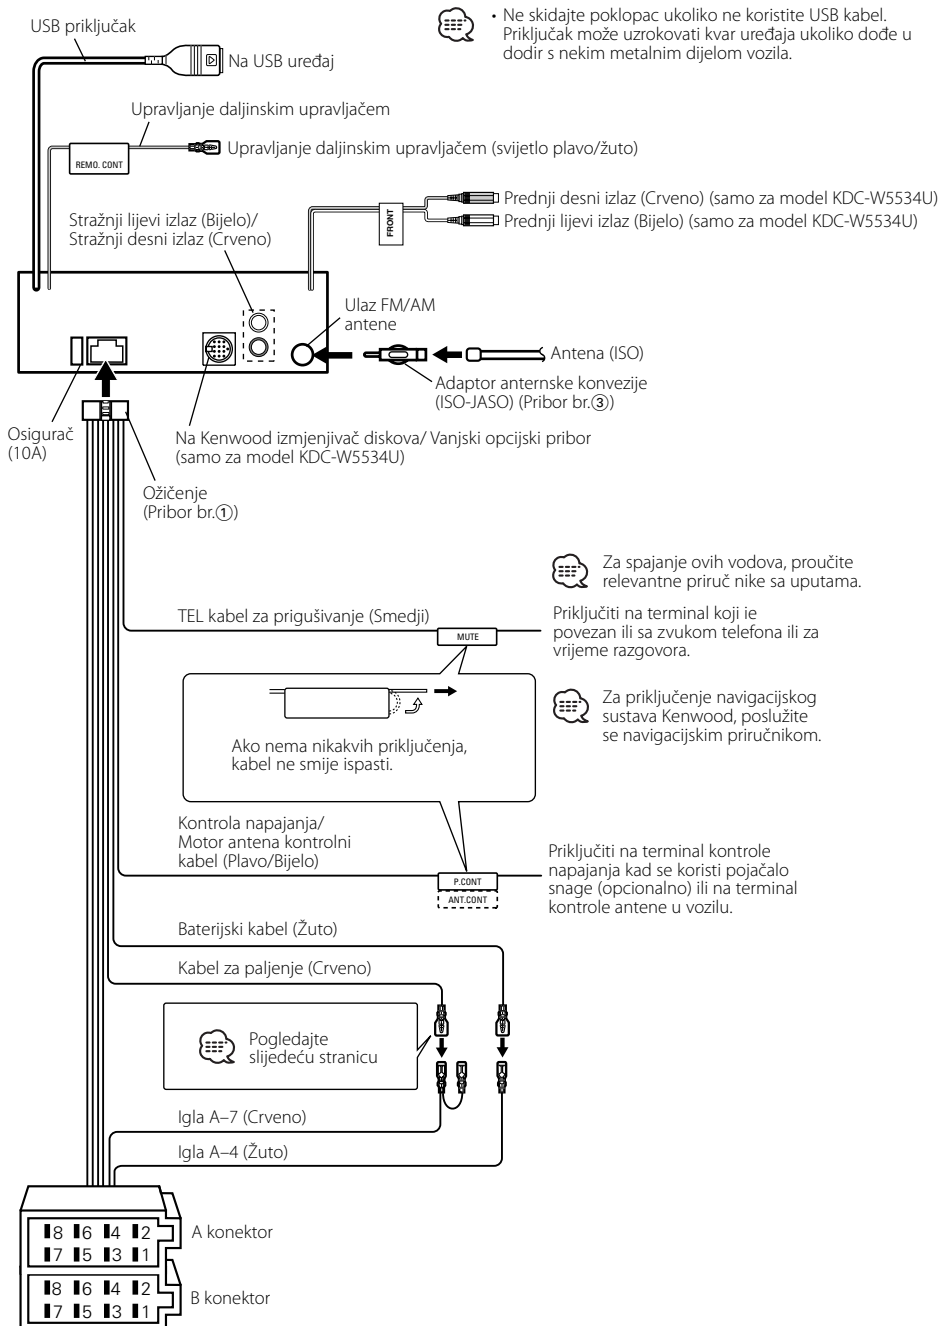 USB priključak
• Ne skidajte poklopac ukoliko ne koristite USB kabel.
Priključak može uzrokovati kvar uređaja ukoliko dođe u
dodir s nekim metalnim dijelom vozila.
Na USB uređaj
Upravljanje daljinskim upravljačem
REMO. CONT
Upravljanje daljinskim upravljačem (svijetlo plavo/žuto)
Prednji desni izlaz (Crveno) (samo za model KDC-W5534U)
Prednji lijevi izlaz (Bijelo) (samo za model KDC-W5534U)
FRONT
Stražnji lijevi izlaz (Bijelo)/
Stražnji desni izlaz (Crveno)
Ulaz FM/AM
antene
Antena (ISO)
Adaptor anternske konvezije
(ISO-JASO) (Pribor br.③)
Osigurač
(10A)
Na Kenwood izmjenjivač diskova/ Vanjski opcijski pribor
(samo za model KDC-W5534U)
Ožičenje
(Pribor br.①)
Za spajanje ovih vodova, proučite
relevantne priruč nike sa uputama.
TEL kabel za prigušivanje (Smedji)
MUTE
Priključiti na terminal koji ie
povezan ili sa zvukom telefona ili za
vrijeme razgovora.
Za priključenje navigacijskog
sustava Kenwood, poslužite
se navigacijskim priručnikom.
Ako nema nikakvih priključenja,
kabel ne smije ispasti.
Kontrola napajanja/
Motor antena kontrolni
kabel (Plavo/Bijelo)
P.CONT
ANT.CONT
Priključiti na terminal kontrole
napajanja kad se koristi pojačalo
snage (opcionalno) ili na terminal
kontrole antene u vozilu.
Baterijski kabel (Žuto)
Kabel za paljenje (Crveno)
Pogledajte
slijedeću stranicu
Igla A–7 (Crveno)
Igla A–4 (Žuto)
8 6 4 2
7 5 3 1
A konektor
8 6 4 2
7 5 3 1
B konektor